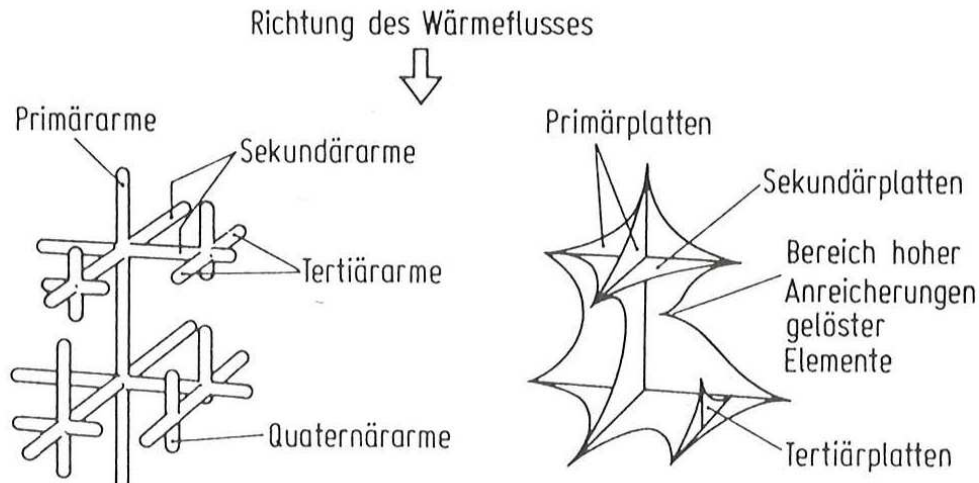 Richtung des Wärmeflusses
Primärarme
Sekundärarme
Tertiärarme
Quaternärarme
Primärplatten
Sekundärplatten
Bereich hoher
Anreicherungen
gelöster
Elemente
Tertiärplatten